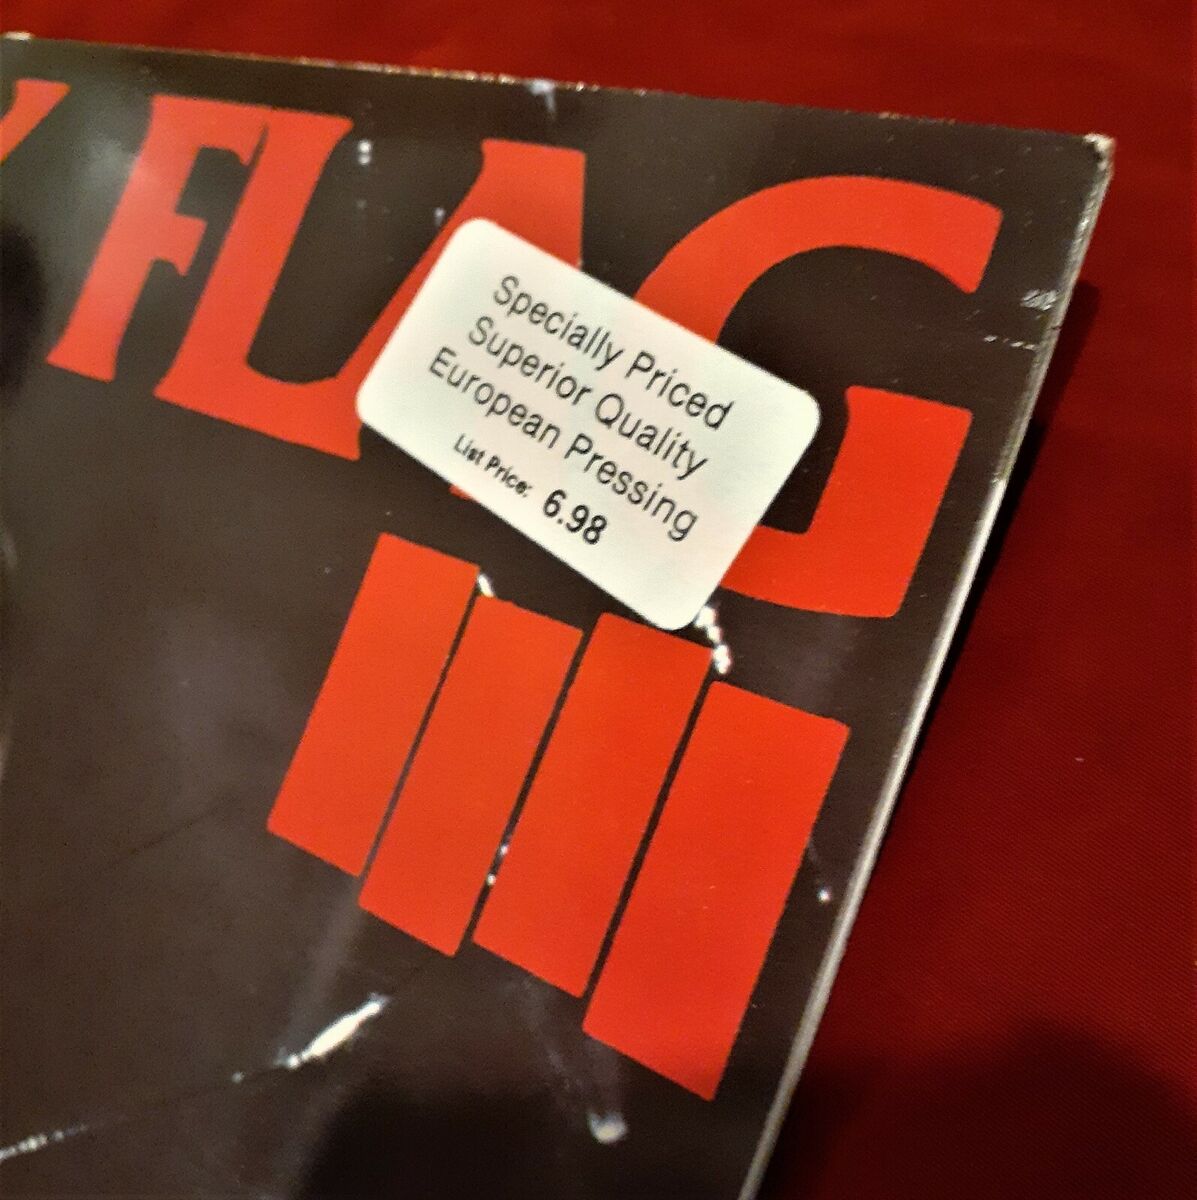 Y FLAG
Specially Priced
Superior Quality
European Pressing
List Price: 6.98